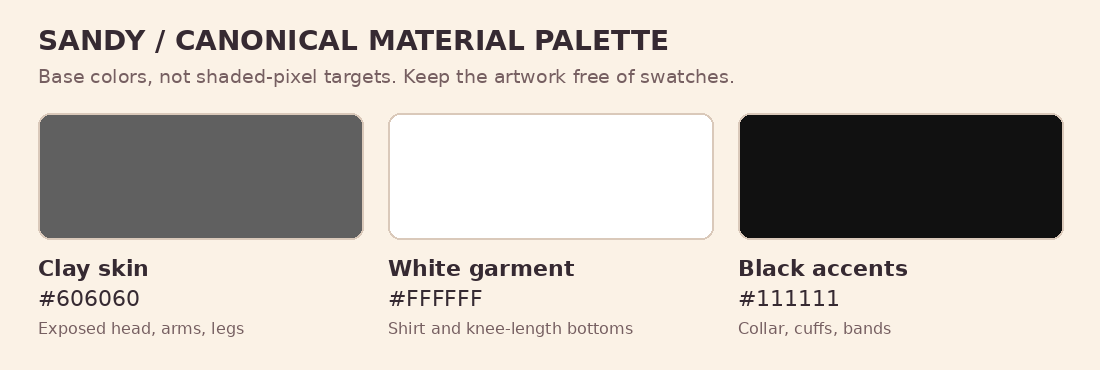 SANDY / CANONICAL MATERIAL PALETTE
Base colors, not shaded-pixel targets. Keep the artwork free of swatches.
Clay skin
#606060
Exposed head, arms, legs
White garment
#FFFFFF
Shirt and knee-length bottoms
Black accents
#111111
Collar, cuffs, bands